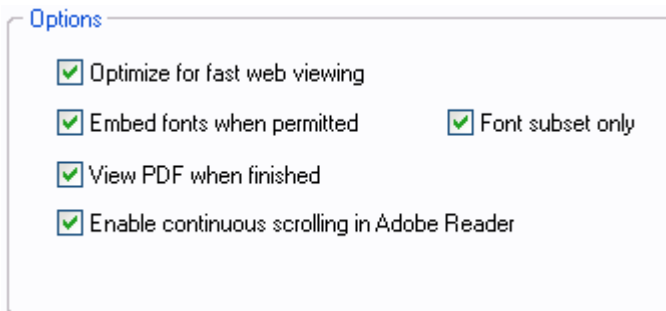 Options
Optimize for fast web viewing
Embed fonts when permitted Font subset only
View PDF when finished
Enable continuous scrolling in Adobe Reader